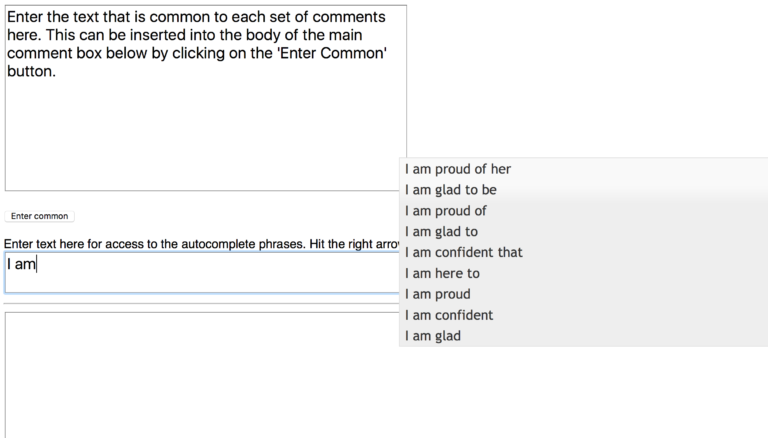 Enter the text that is common to each set of comments
here. This can be inserted into the body of the main
comment box below by clicking on the 'Enter Common'
button.
Enter common
Enter text here for access to the autocomplete phrases. Hit the right
I am
I am proud of her
I am glad to be
I am proud of
I am glad to
I am confident that
I am here to
I am proud
I am confident
I am glad